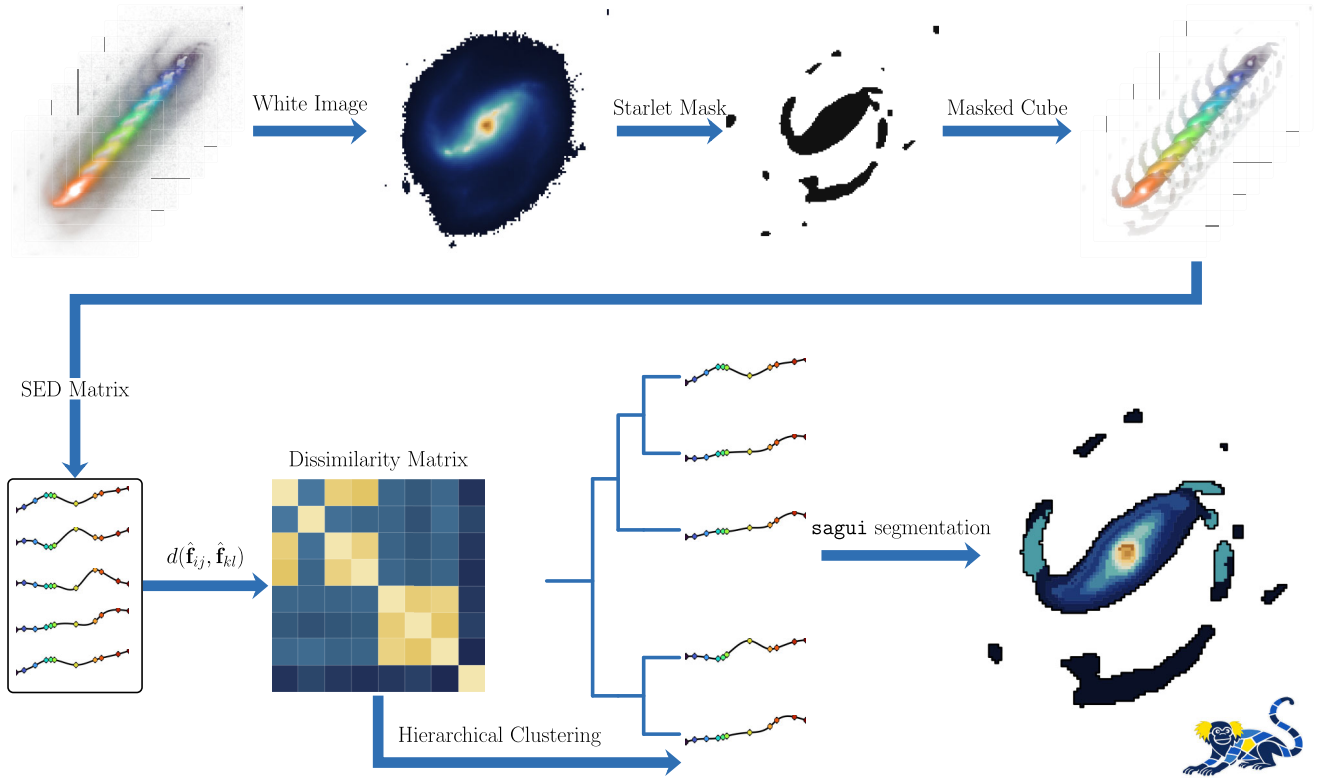 White Image
Starlet Mask
Masked Cube
SED Matrix
Dissimilarity Matrix
d(f̂ij, f̂kl)
sagui segmentation
Hierarchical Clustering